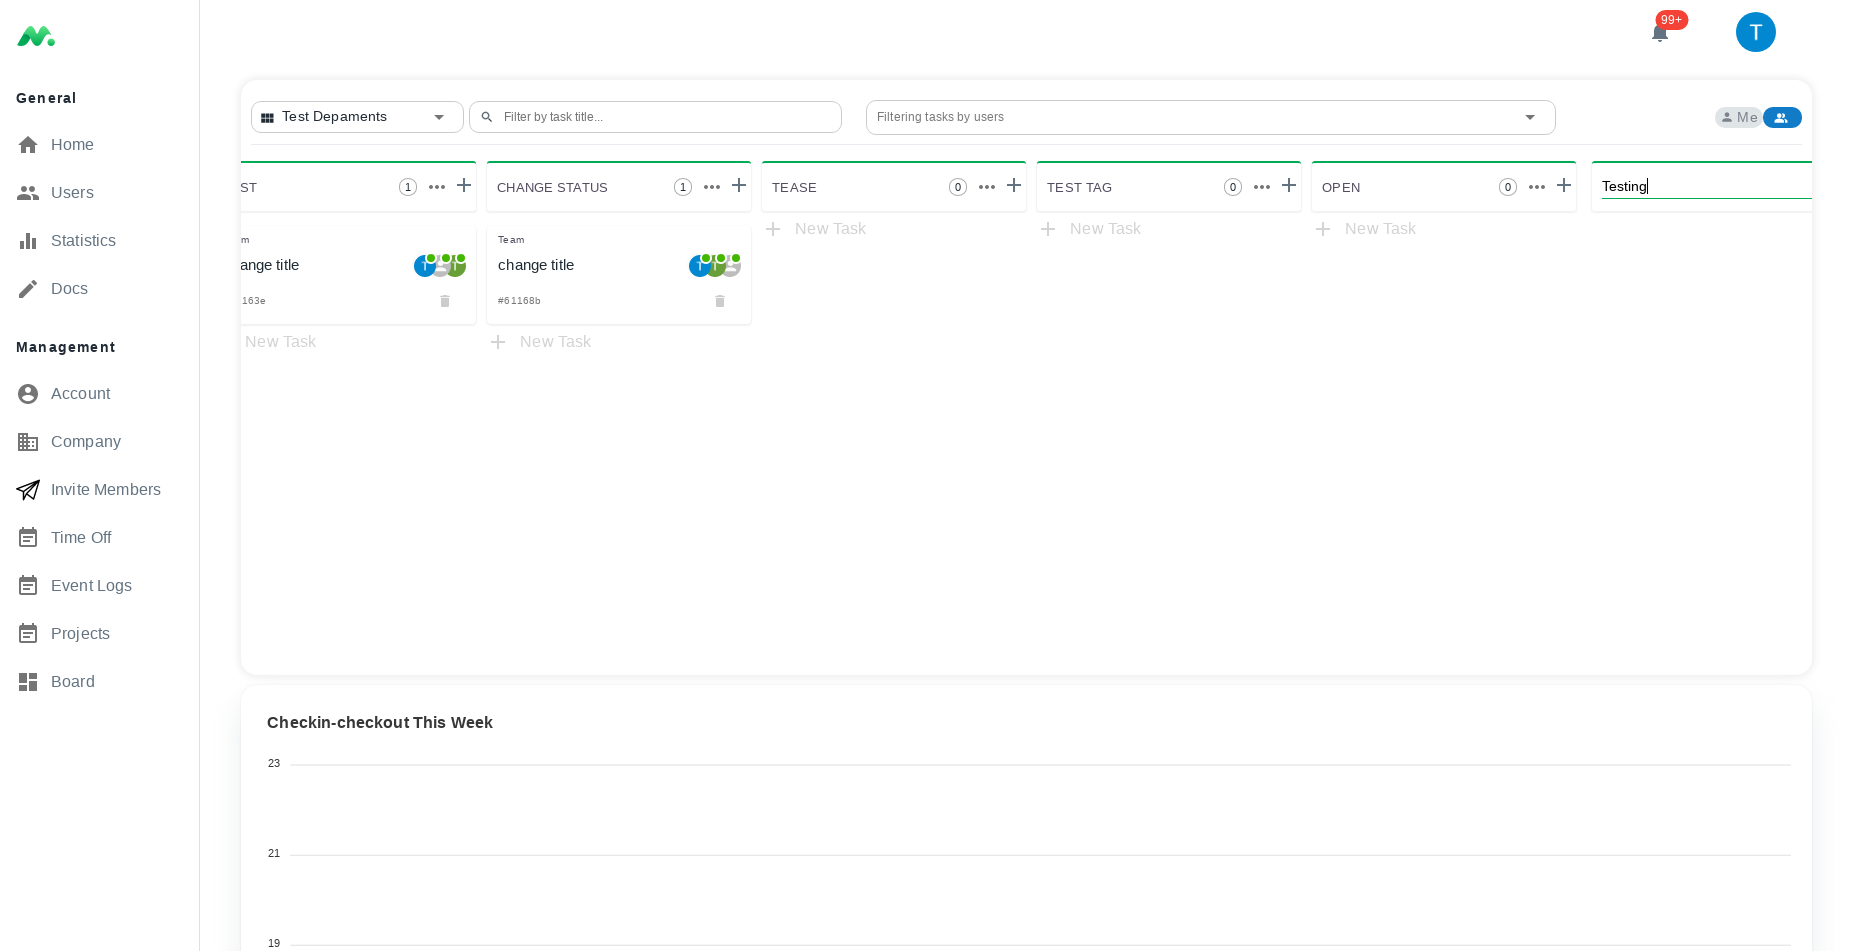 99+
T
General
Home
Users
Statistics
Docs
Management
Account
Company
Invite Members
Time Off
Event Logs
Projects
Board
Test Depaments
Filter by task title...
Filtering tasks by users
Me
ST 1
CHANGE STATUS 1
TEASE 0
TEST TAG 0
OPEN 0
Testing
New Task
New Task
New Task
m
ange title
T T
163e
New Task
Team
change title
T T
#61168b
New Task
Checkin-checkout This Week
23
21
19